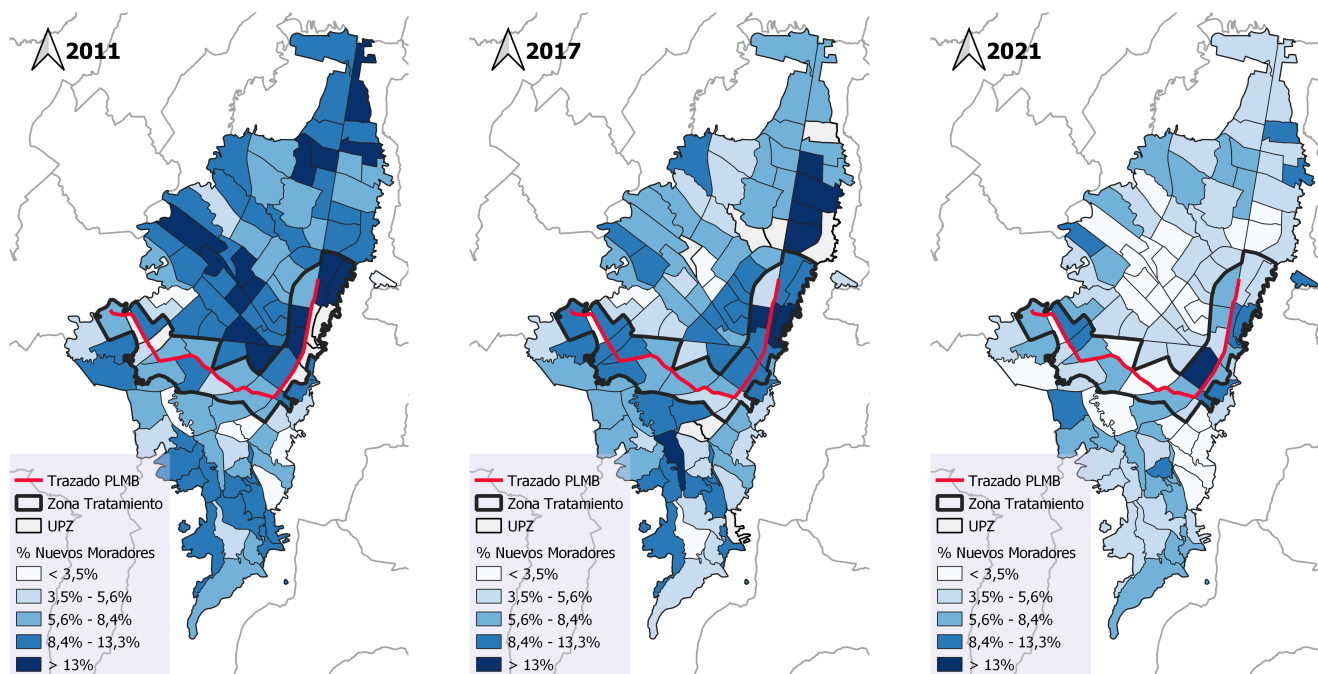 2011
Trazado PLMB
Zona Tratamiento
UPZ
% Nuevos Moradores
< 3,5%
3,5% - 5,6%
5,6% - 8,4%
8,4% - 13,3%
> 13%
2017
Trazado PLMB
Zona Tratamiento
UPZ
% Nuevos Moradores
< 3,5%
3,5% - 5,6%
5,6% - 8,4%
8,4% - 13,3%
> 13%
2021
Trazado PLMB
Zona Tratamiento
UPZ
% Nuevos Moradores
< 3,5%
3,5% - 5,6%
5,6% - 8,4%
8,4% - 13,3%
> 13%